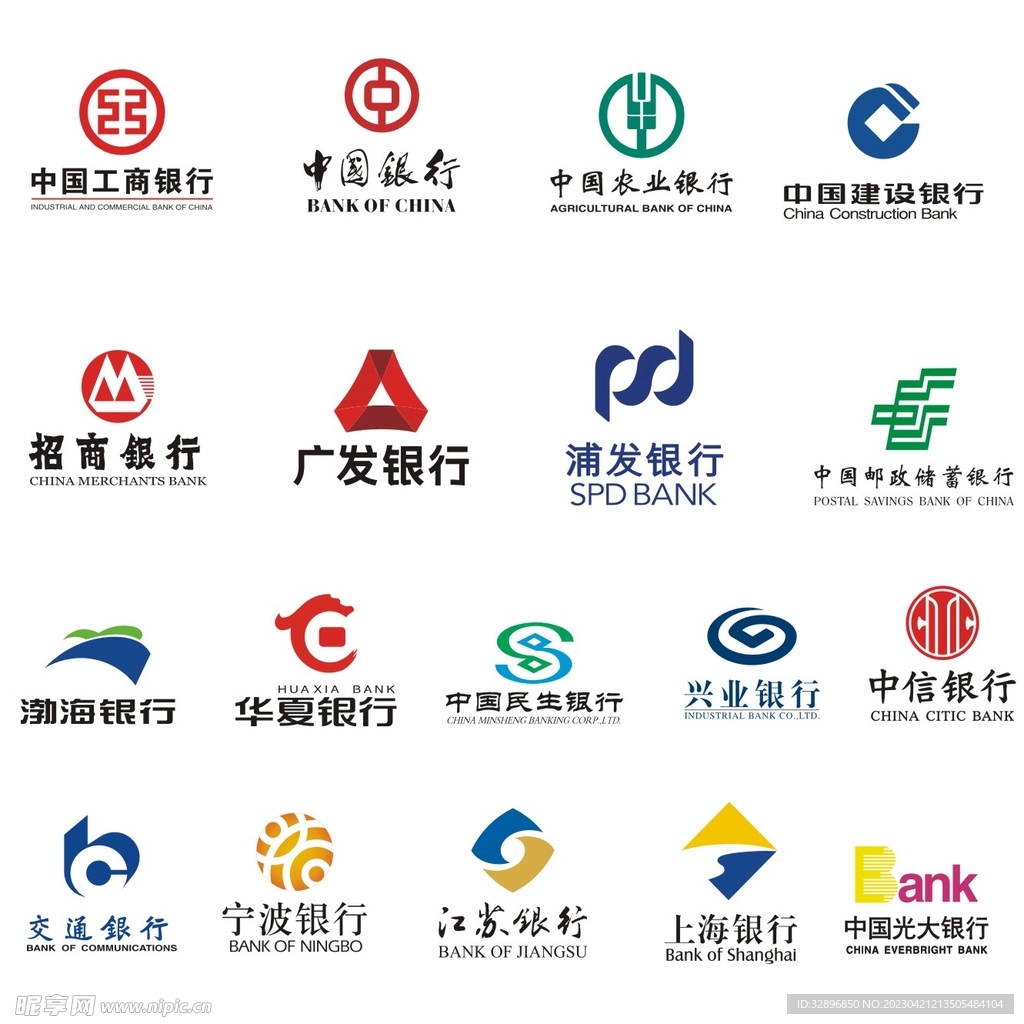 中国工商银行
INDUSTRIAL AND COMMERCIAL BANK OF CHINA
中國銀行
BANK OF CHINA
中国农业银行
AGRICULTURAL BANK OF CHINA
中国建设银行
China Construction Bank
招商銀行
CHINA MERCHANTS BANK
广发银行
浦发银行
SPD BANK
中国邮政储蓄银行
POSTAL SAVINGS BANK OF CHINA
渤海银行
HUAXIA BANK
华夏银行
中国民生银行
CHINA MINSHENG BANKING CORP.,LTD.
兴业银行
INDUSTRIAL BANK CO.,LTD.
中信银行
CHINA CITIC BANK
交通銀行
BANK OF COMMUNICATIONS
宁波银行
BANK OF NINGBO
江苏银行
BANK OF JIANGSU
上海银行
Bank of Shanghai
Bank
中国光大银行
CHINA EVERBRIGHT BANK
昵享网 www.nipic.cn
ID:32896850 NO:20230421213505484104